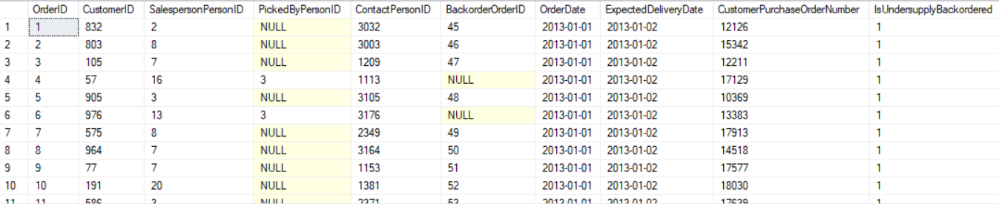 OrderID CustomerID SalespersonPersonID PickedByPersonID ContactPersonID BackorderOrderID OrderDate ExpectedDeliveryDate CustomerPurchaseOrderNumber IsUndersupplyBackordered
1 1 832 2 NULL 3032 45 2013-01-01 2013-01-02 12126 1
2 2 803 8 NULL 3003 46 2013-01-01 2013-01-02 15342 1
3 3 105 7 NULL 1209 47 2013-01-01 2013-01-02 12211 1
4 4 57 16 3 1113 NULL 2013-01-01 2013-01-02 17129 1
5 5 905 3 NULL 3105 48 2013-01-01 2013-01-02 10369 1
6 6 976 13 3 3176 NULL 2013-01-01 2013-01-02 13383 1
7 7 575 8 NULL 2349 49 2013-01-01 2013-01-02 17913 1
8 8 964 7 NULL 3164 50 2013-01-01 2013-01-02 14518 1
9 9 77 7 NULL 1153 51 2013-01-01 2013-01-02 17577 1
10 10 191 20 NULL 1381 52 2013-01-01 2013-01-02 18030 1
11 11 586 3 NULL 2371 53 2013-01-01 2013-01-02 17639 1